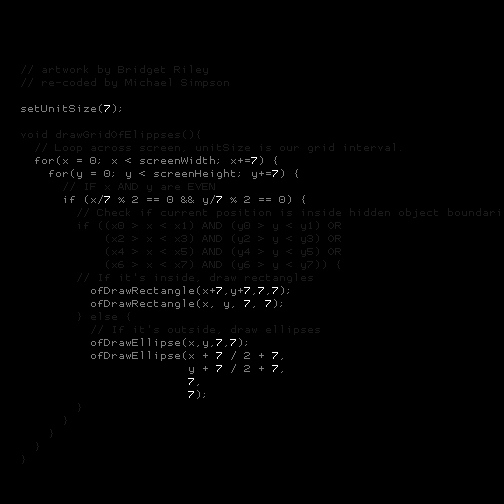 // artwork by Bridget Riley
// re-coded by Michael Simpson
setUnitSize(7);
void drawGridOfElippses(){
// Loop across screen, unitSize is our grid interval.
for(x = 0; x < screenWidth; x+=7) {
for(y = 0; y < screenHeight; y+=7) {
// IF x AND y are EVEN
if (x/7 % 2 == 0 && y/7 % 2 == 0) {
// Check if current position is inside hidden object boundari
if ((x0 > x < x1) AND (y0 > y < y1) OR
(x2 > x < x3) AND (y2 > y < y3) OR
(x4 > x < x5) AND (y4 > y < y5) OR
(x6 > x < x7) AND (y6 > y < y7)) {
// If it's inside, draw rectangles
ofDrawRectangle(x+7,y+7,7,7);
ofDrawRectangle(x, y, 7, 7);
} else {
// If it's outside, draw ellipses
ofDrawEllipse(x,y,7,7);
ofDrawEllipse(x + 7 / 2 + 7,
y + 7 / 2 + 7,
7,
7);
}
}
}
}
}